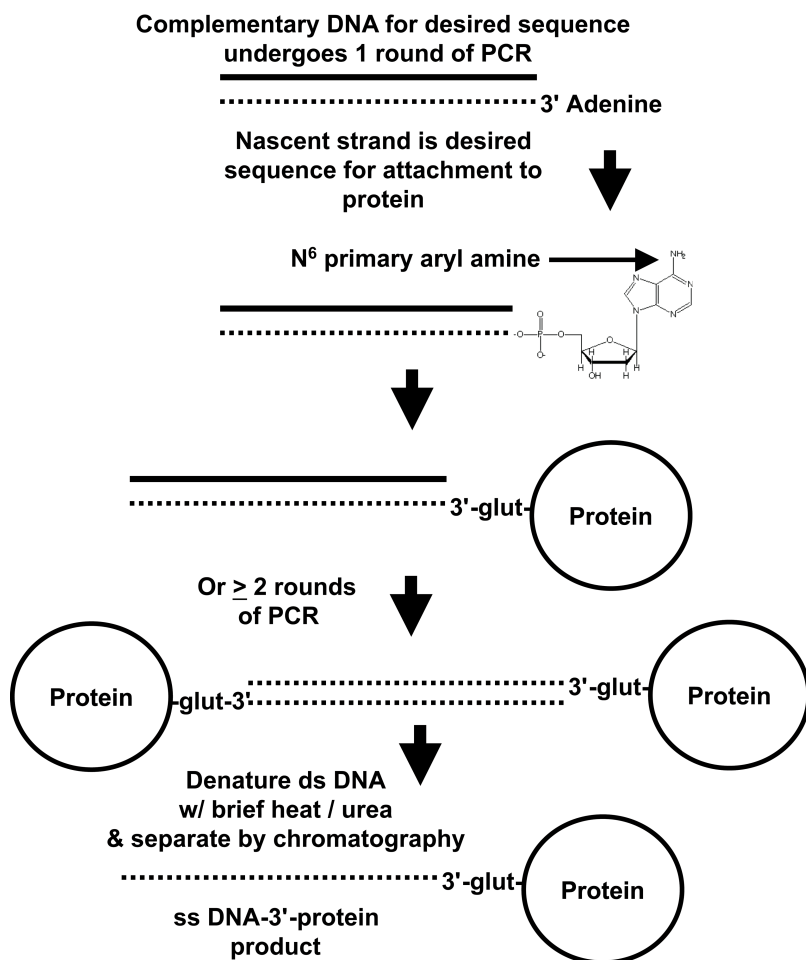 Complementary DNA for desired sequence
undergoes 1 round of PCR
3' Adenine
Nascent strand is desired
sequence for attachment to
protein
N⁶ primary aryl amine
NH₂
N
N
N
N
O
-O
P
O
O
O-
H
H
H
H
OH
H
3'-glut-
Protein
Or ≥ 2 rounds
of PCR
Protein
-glut-3'
3'-glut-
Protein
Denature ds DNA
w/ brief heat / urea
& separate by chromatography
3'-glut-
Protein
ss DNA-3'-protein
product